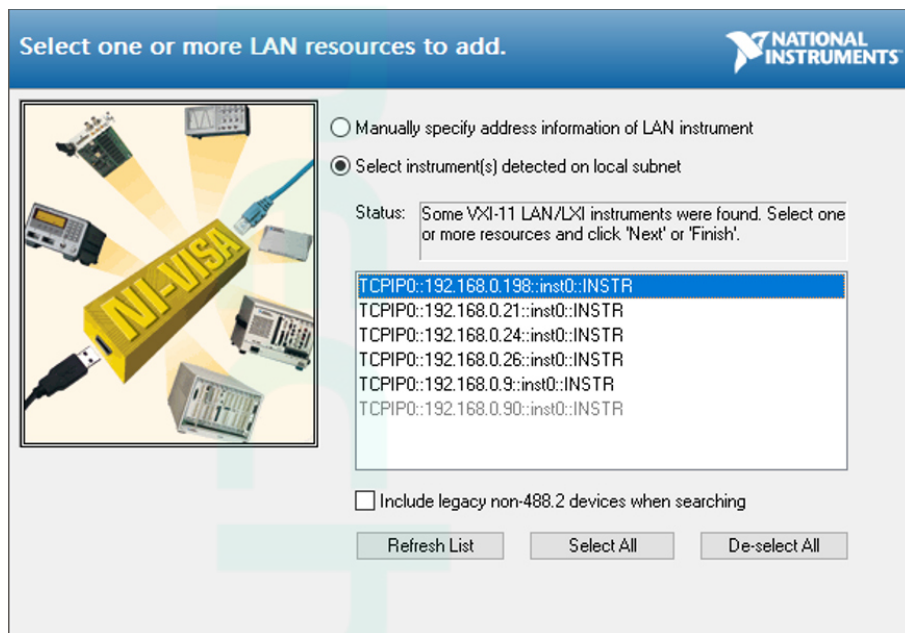 Select one or more LAN resources to add.
NATIONAL
INSTRUMENTS
Manually specify address information of LAN instrument
Select instrument(s) detected on local subnet
Status:
Some VXI-11 LAN/LXI instruments were found. Select one
or more resources and click 'Next' or 'Finish'.
NI-VISA
TCPIP0::192.168.0.198::inst0::INSTR
TCPIP0::192.168.0.21::inst0::INSTR
TCPIP0::192.168.0.24::inst0::INSTR
TCPIP0::192.168.0.26::inst0::INSTR
TCPIP0::192.168.0.9::inst0::INSTR
TCPIP0::192.168.0.90::inst0::INSTR
Include legacy non-488.2 devices when searching
Refresh List
Select All
De-select All